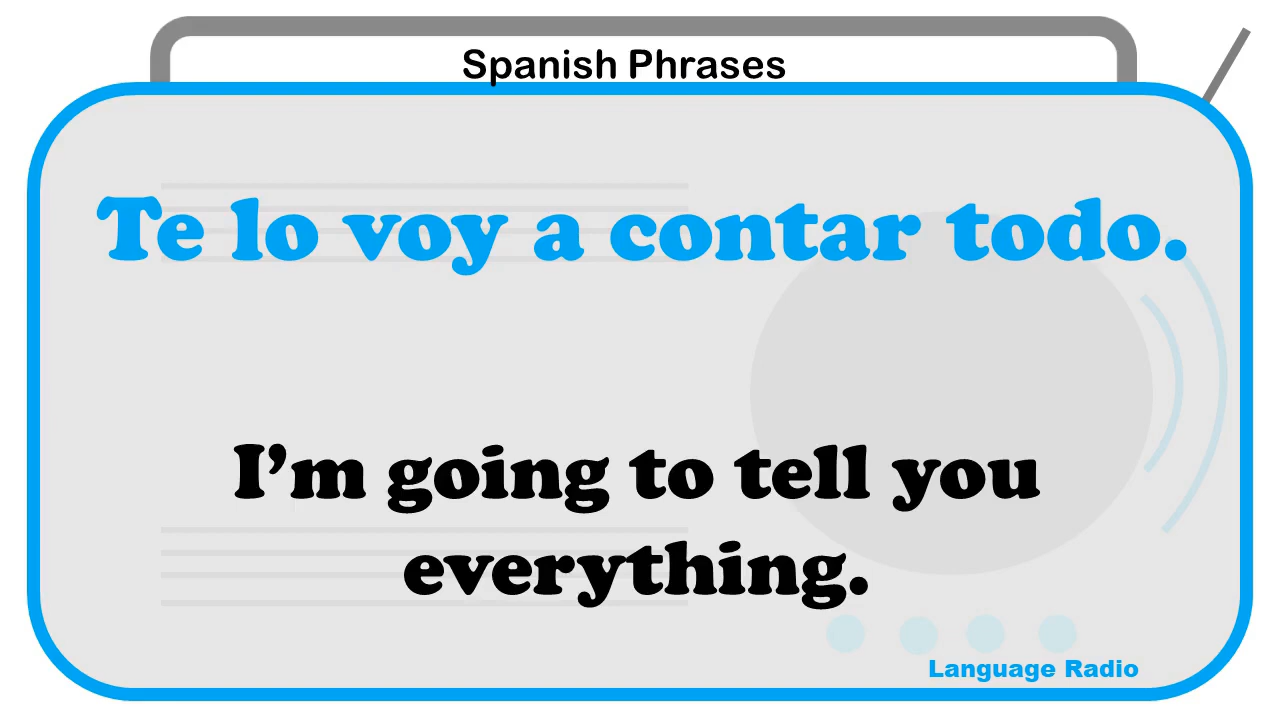 Spanish Phrases
Te lo voy a contar todo.
I’m going to tell you
everything.
Language Radio